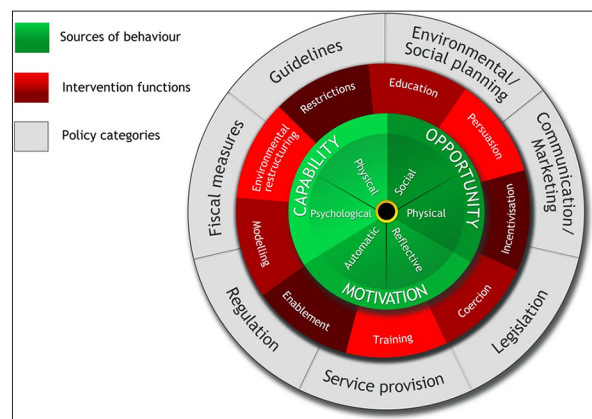 Sources of behaviour
Intervention functions
Policy categories
Guidelines
Environmental/
Social planning
Communication/
Marketing
Legislation
Service provision
Regulation
Fiscal measures
Restrictions
Education
Persuasion
Incentivisation
Coercion
Training
Enablement
Modelling
Environmental
restructuring
CAPABILITY
OPPORTUNITY
MOTIVATION
Physical
Social
Psychological
Physical
Automatic
Reflective